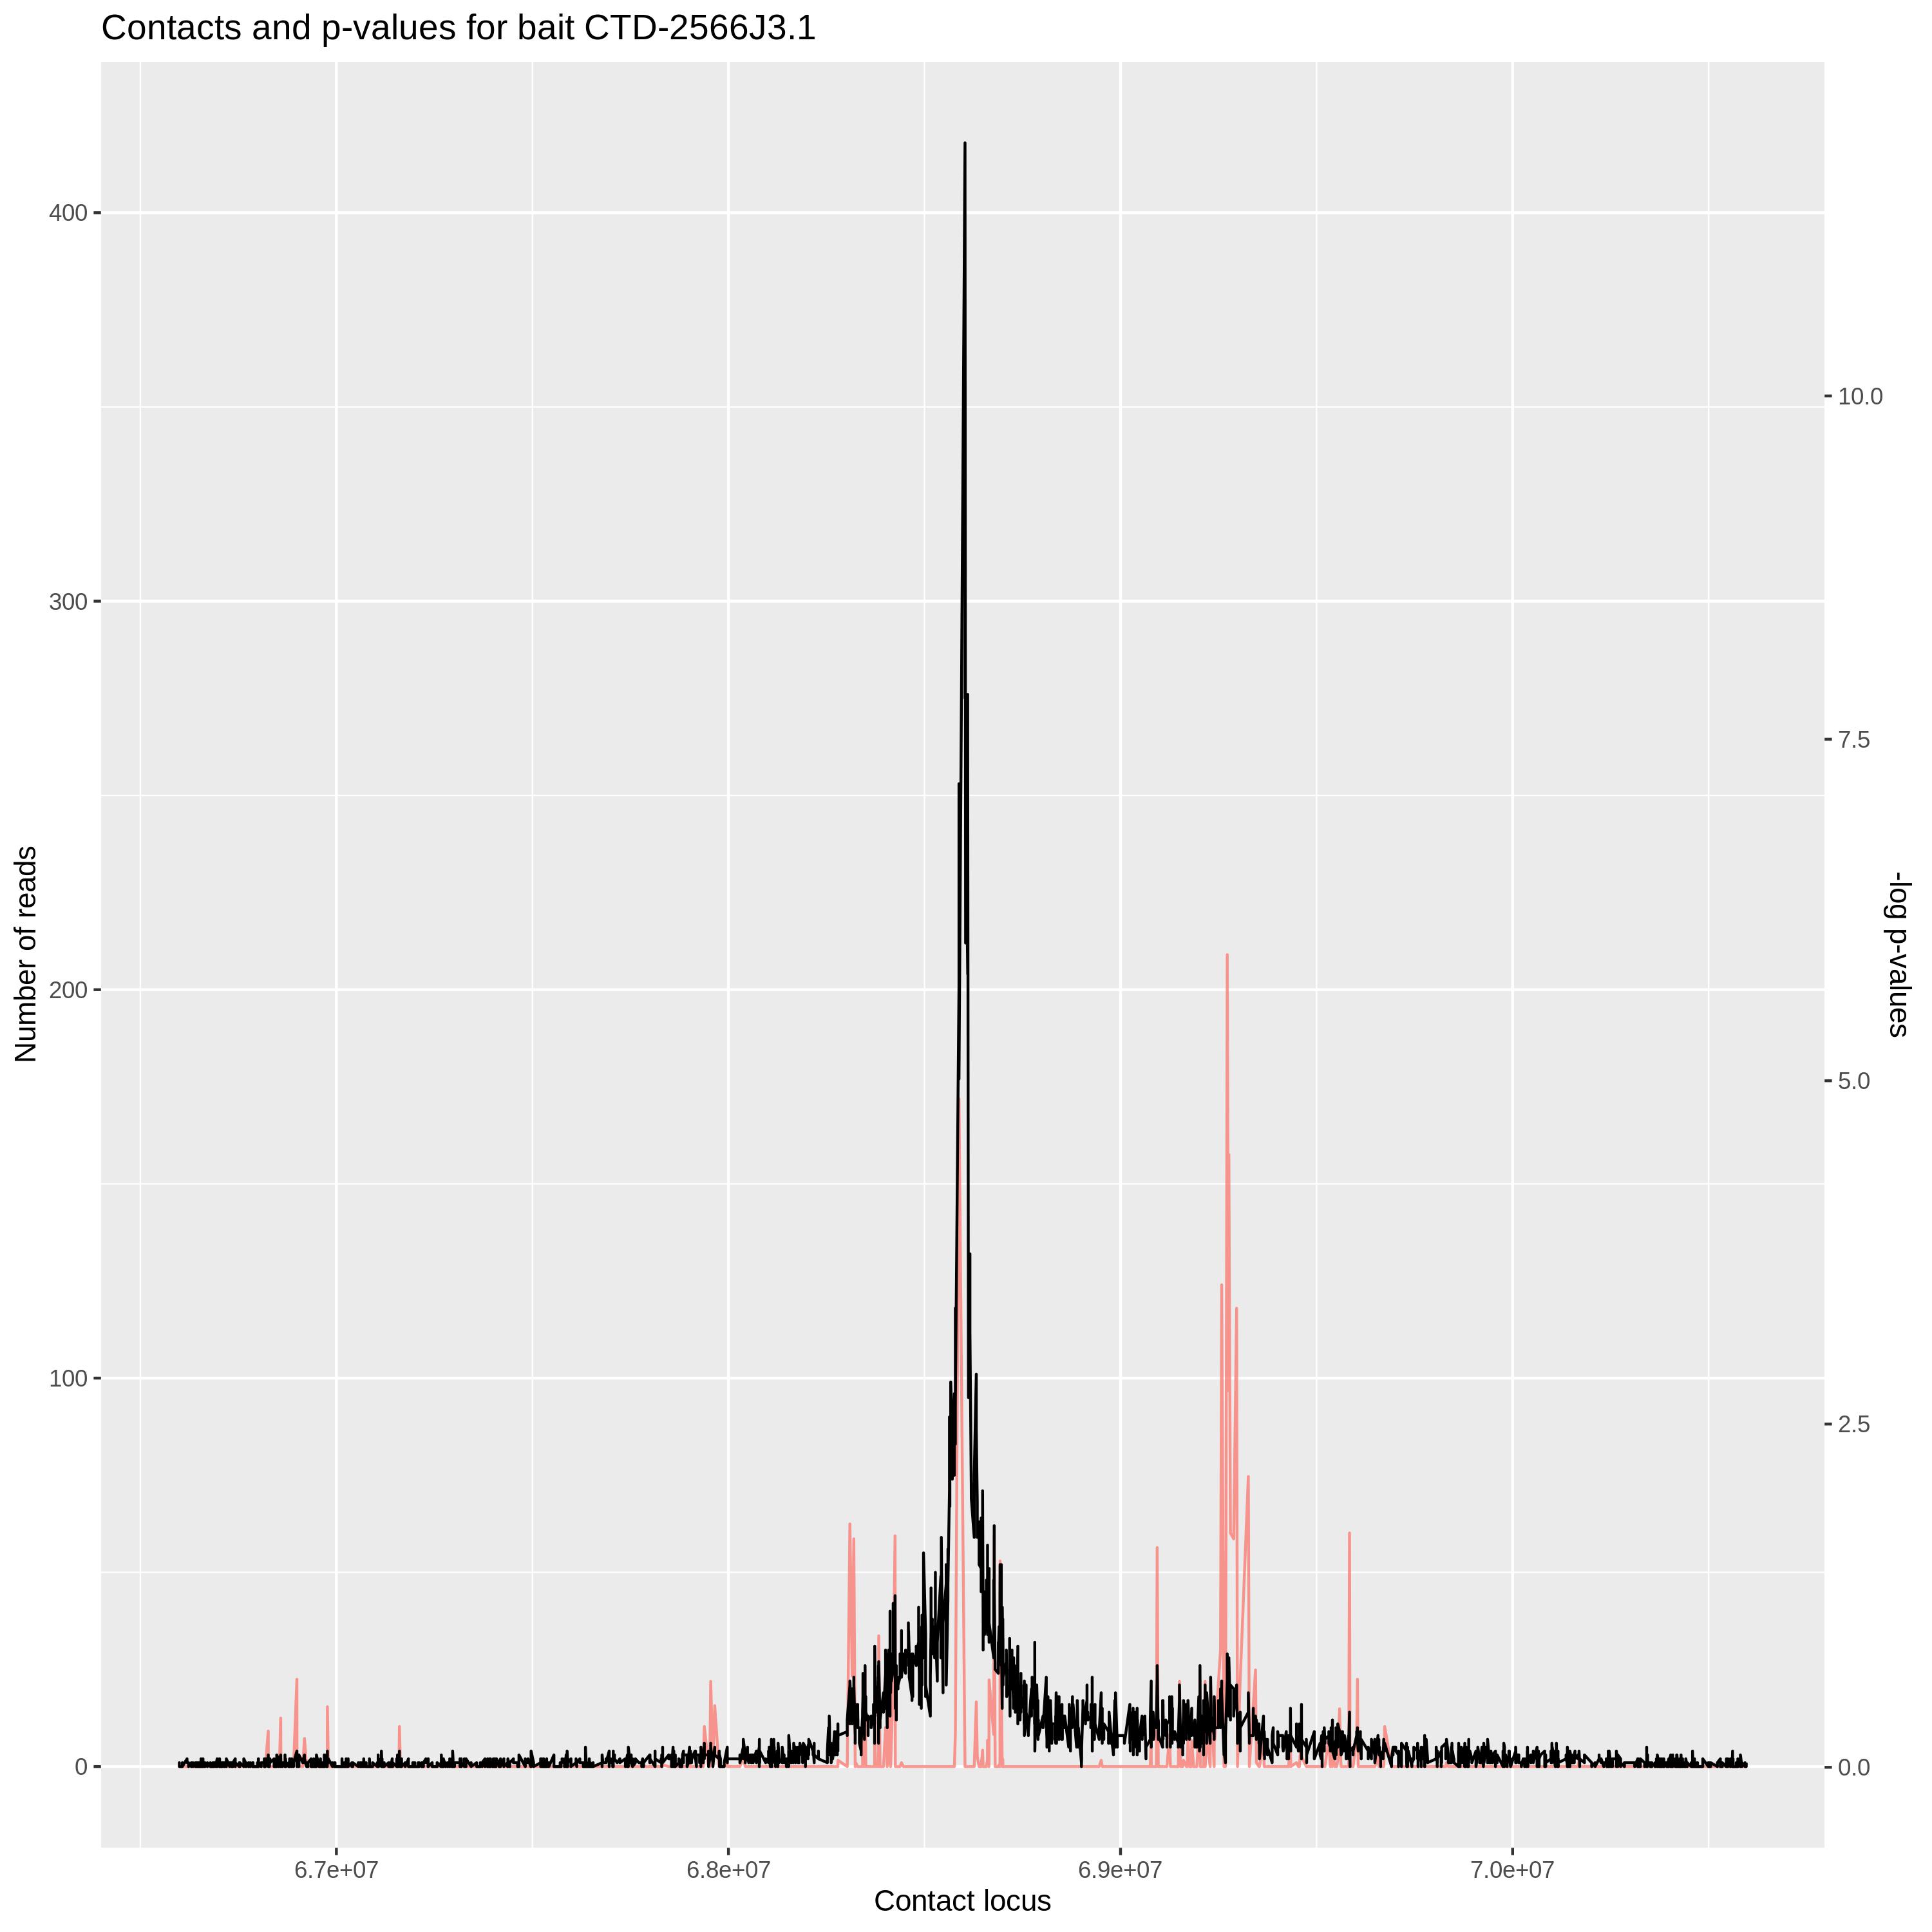 Contacts and p-values for bait CTD-2566J3.1
400
300
200
100
0
Number of reads
10.0
7.5
5.0
2.5
0.0
-log p-values
6.7e+07
6.8e+07
6.9e+07
7.0e+07
Contact locus